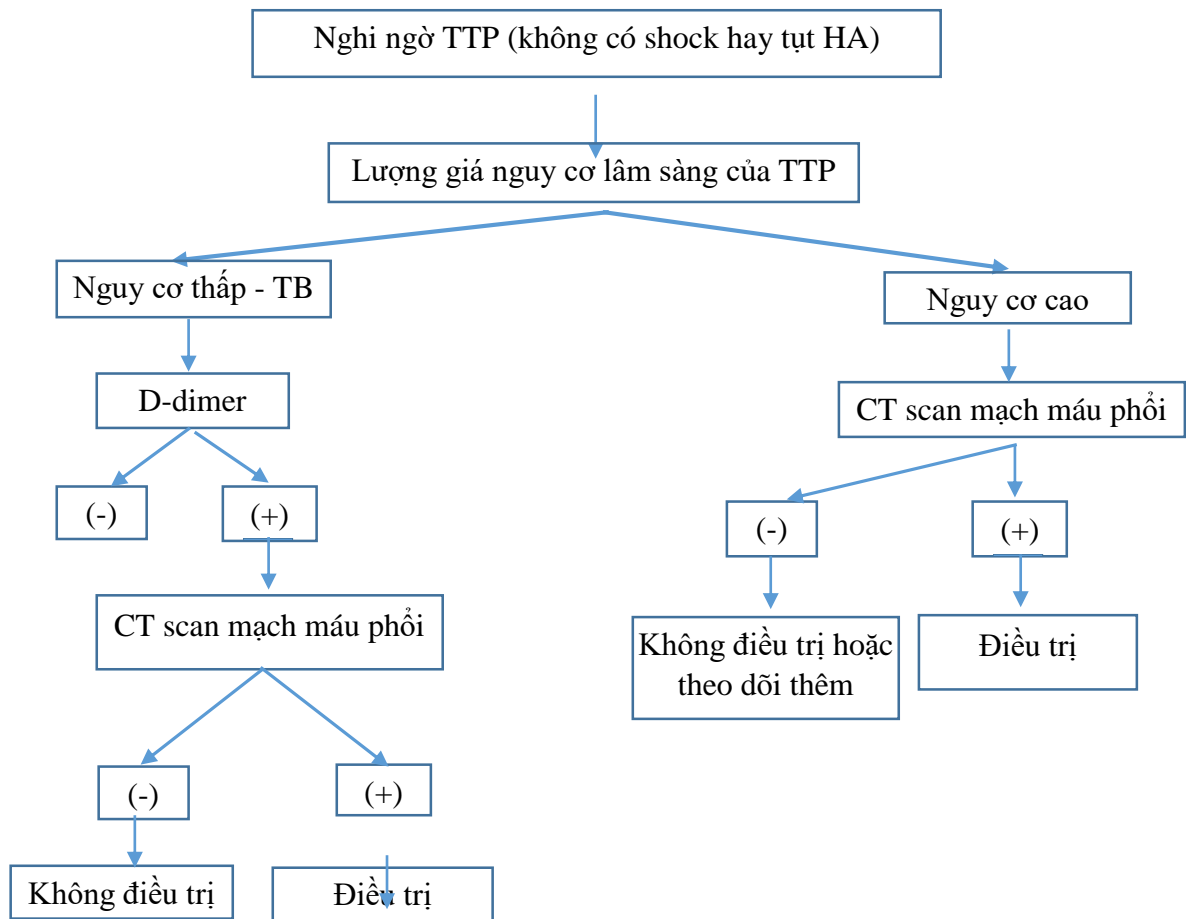 Nghi ngờ TTP (không có shock hay tụt HA)
Lượng giá nguy cơ lâm sàng của TTP
Nguy cơ thấp - TB
Nguy cơ cao
D-dimer
CT scan mạch máu phổi
(-)
(+)
(-)
(+)
CT scan mạch máu phổi
Không điều trị hoặc
theo dõi thêm
Điều trị
(-)
(+)
Không điều trị
Điều trị